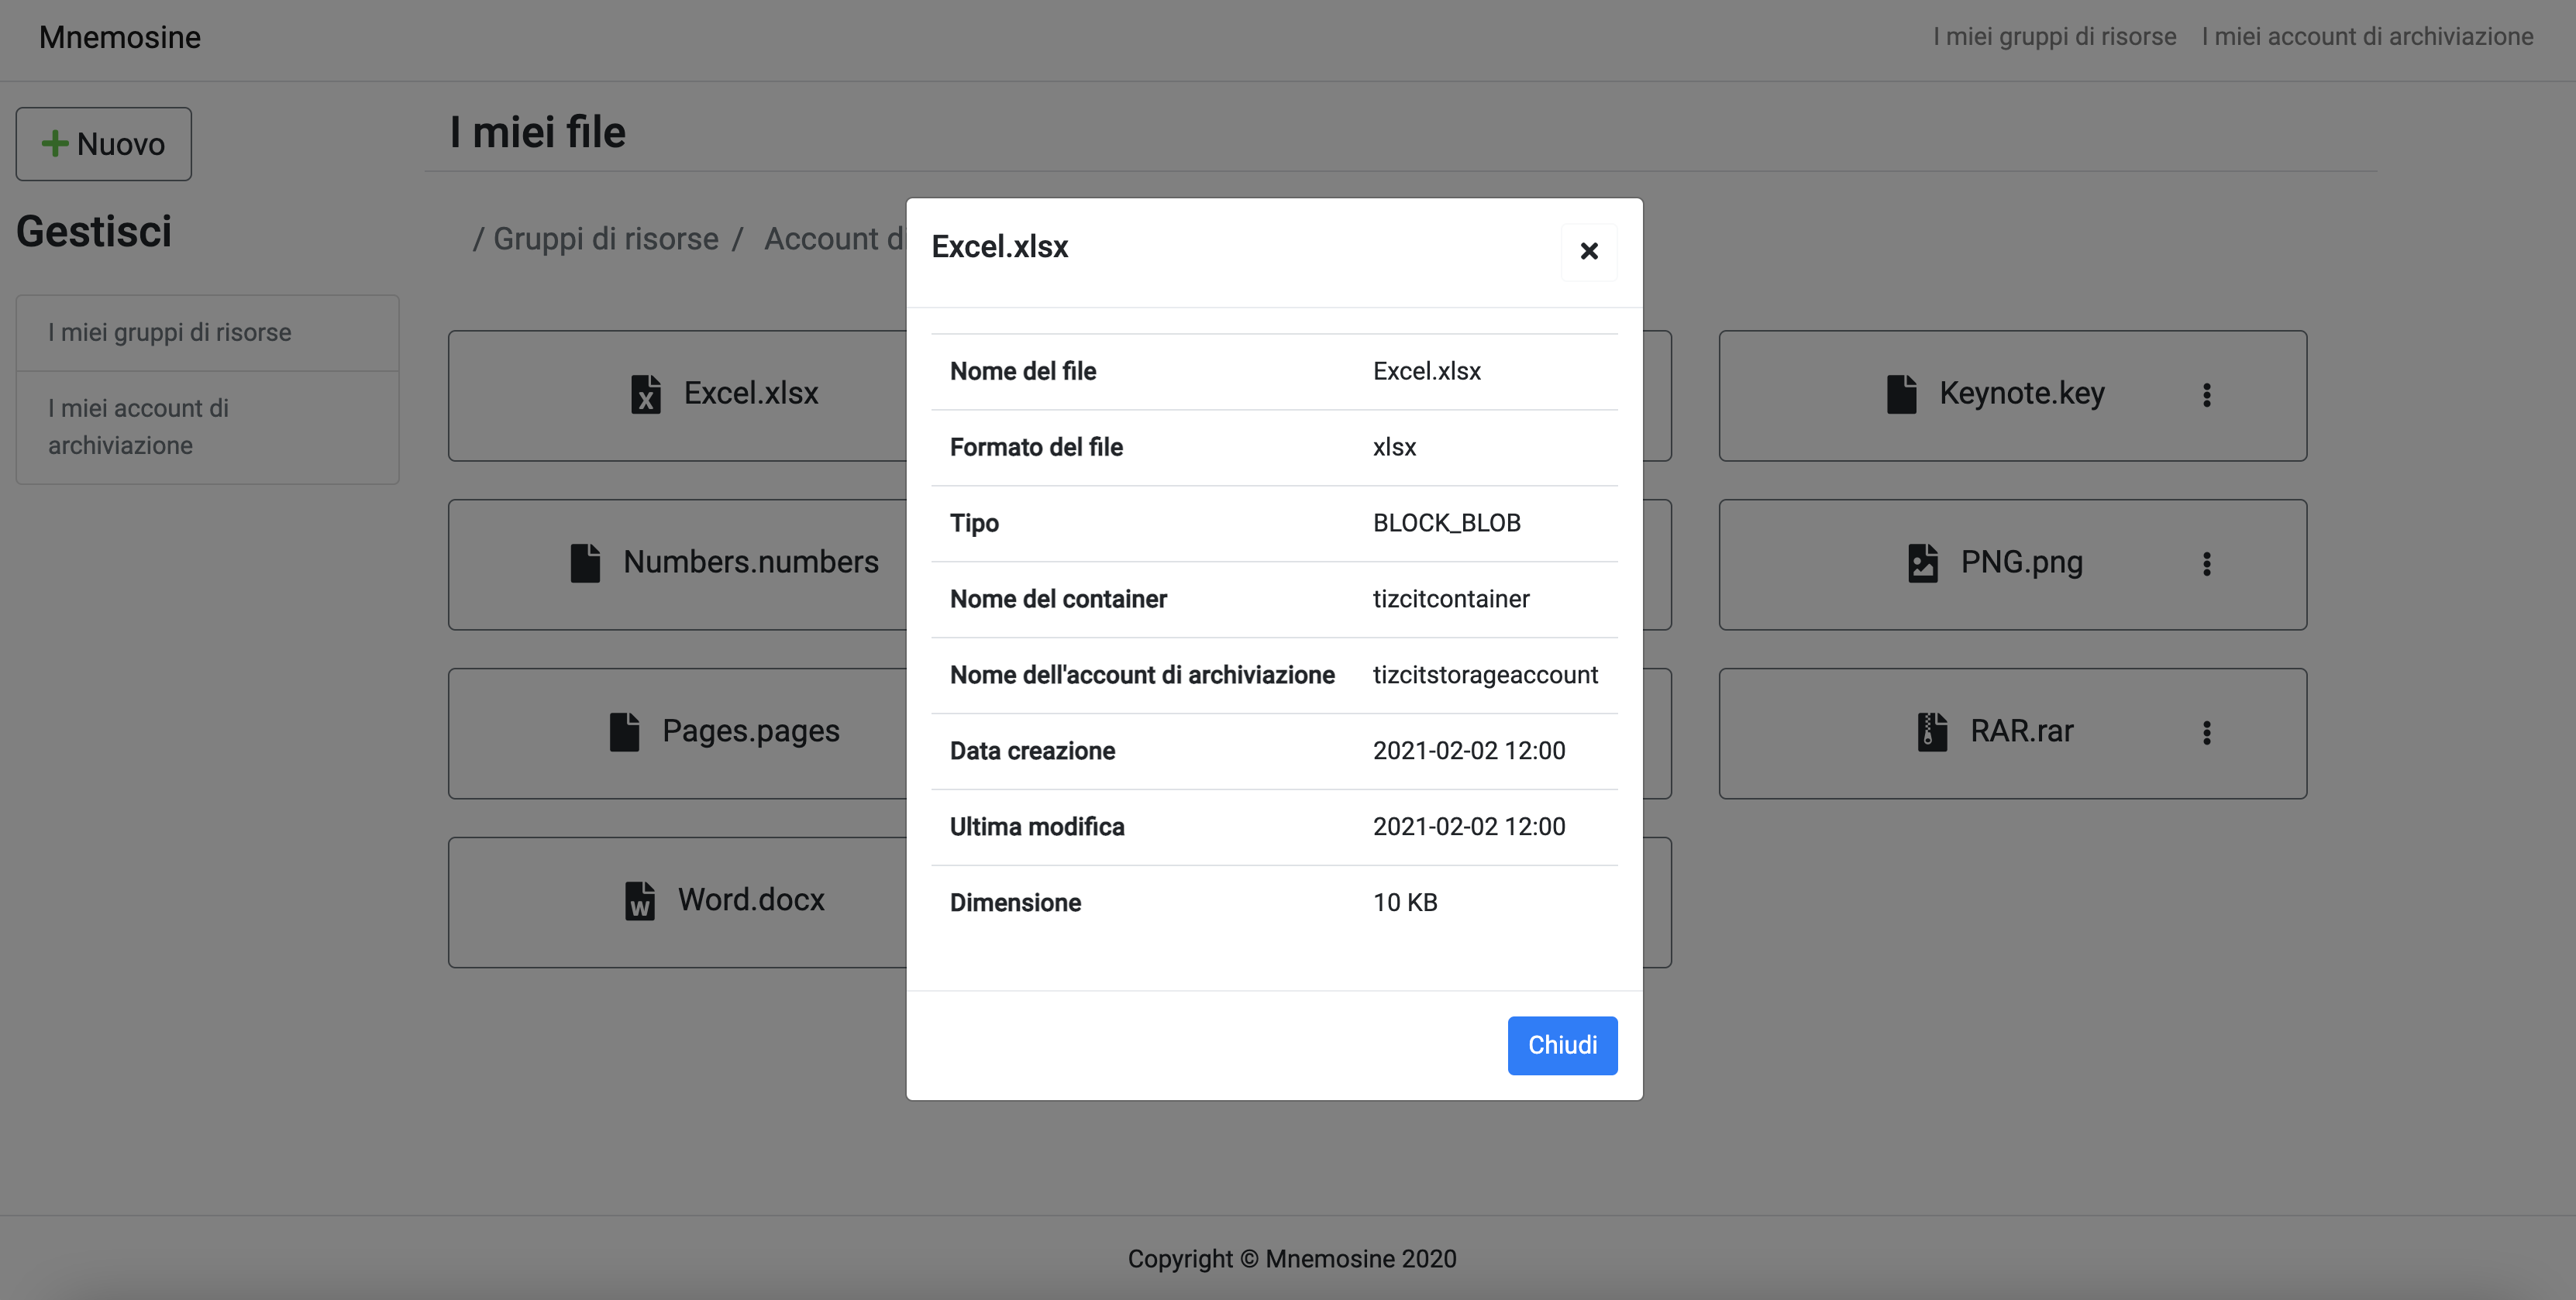 Mnemosine
I miei gruppi di risorse I miei account di archiviazione
Nuovo
Gestisci
I miei gruppi di risorse
I miei account di
archiviazione
I miei file
/ Gruppi di risorse / Account d
Excel.xlsx
Keynote.key
Numbers.numbers
PNG.png
Pages.pages
RAR.rar
Word.docx
Excel.xlsx
Nome del file Excel.xlsx
Formato del file xlsx
Tipo BLOCK_BLOB
Nome del container tizcitcontainer
Nome dell'account di archiviazione tizcitstorageaccount
Data creazione 2021-02-02 12:00
Ultima modifica 2021-02-02 12:00
Dimensione 10 KB
Chiudi
Copyright © Mnemosine 2020